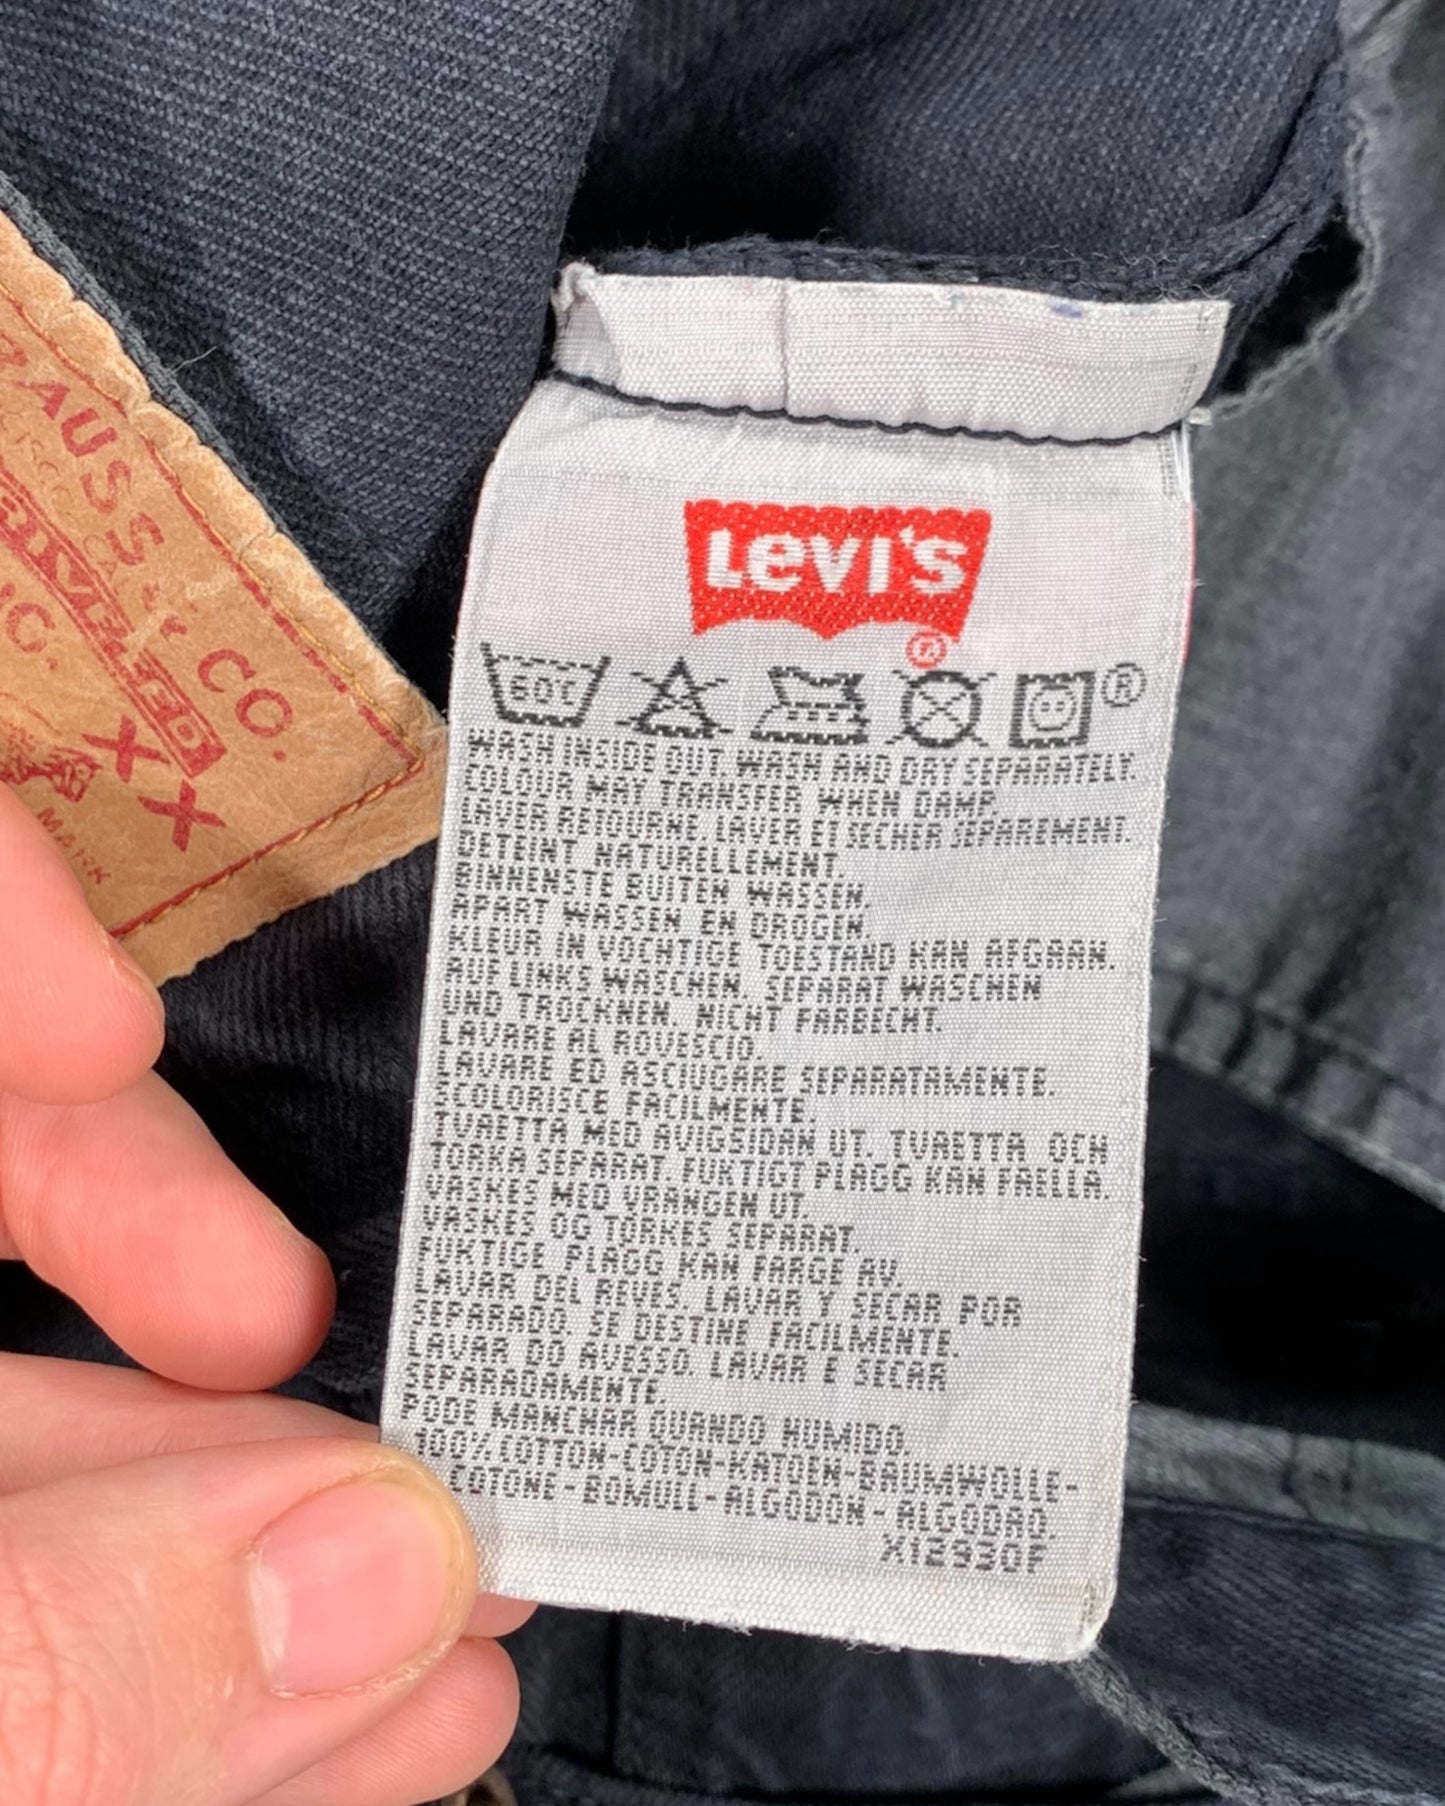 Levi's
®
60°C
®
WASH INSIDE OUT. WASH AND DRY SEPARATELY.
COLOUR MAY TRANSFER WHEN DAMP.
LAVER RETOURNE. LAVER ET SECHER SEPAREMENT.
DETEINT NATURELLEMENT.
BINNENSTE BUITEN WASSEN.
APART WASSEN EN DROGEN.
KLEUR IN VOCHTIGE TOESTAND KAN AFGAAN.
AUF LINKS WASCHEN. SEPARAT WASCHEN
UND TROCKNEN. NICHT FARBECHT.
LAVARE AL ROVESCIO.
LAVARE ED ASCIUGARE SEPARATAMENTE.
SCOLORISCE FACILMENTE.
TVAETTA MED AVIGSIDAN UT. TVAETTA OCH
TORKA SEPARAT. FUKTIGT PLAGG KAN FAELLA.
VASKES MED VRANGEN UT.
VASKES OG TORKES SEPARAT.
FUKTIGE PLAGG KAN FARGE AV.
LAVAR DEL REVES. LAVAR Y SECAR POR
SEPARADO. SE DESTINE FACILMENTE.
LAVAR DO AVESSO. LAVAR E SECAR
SEPARADAMENTE.
PODE MANCHAR QUANDO HUMIDO.
100% COTTON-COTON-KATOEN-BAUMWOLLE-
COTONE-BOMULL-ALGODON-ALGODAO.
X12930F
AUSS & CO.
XX